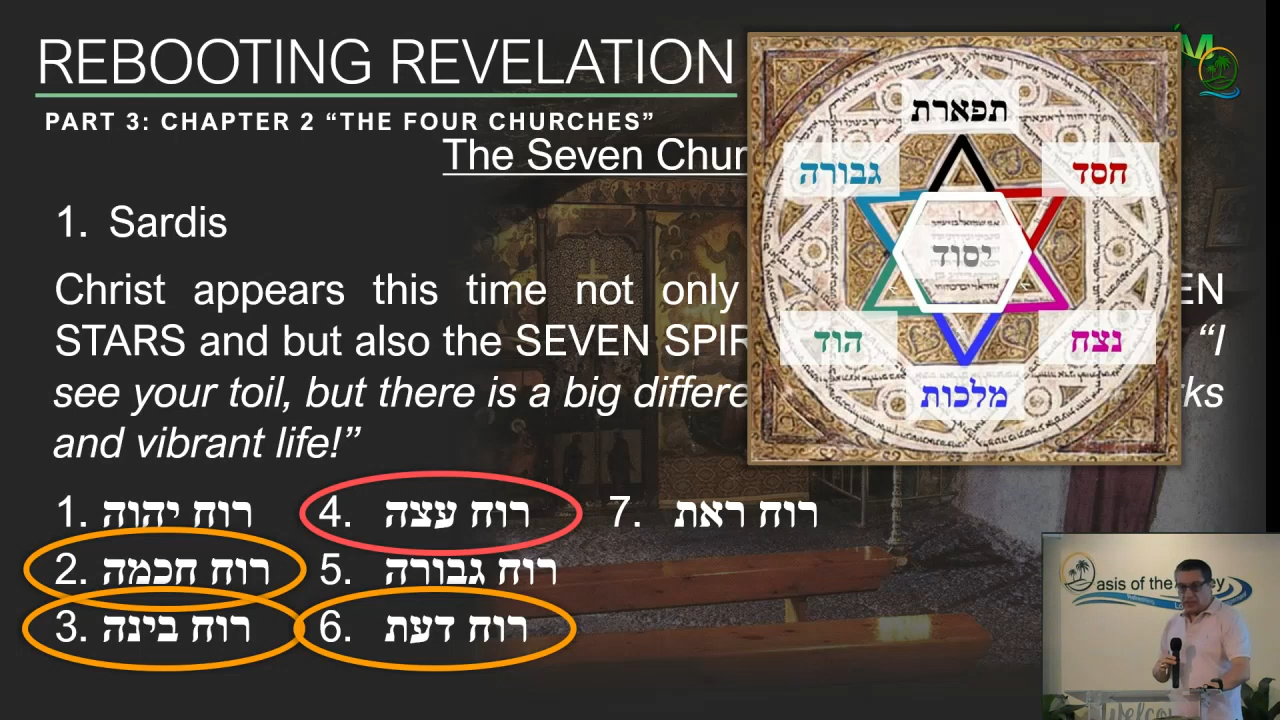 REBOOTING REVELATION
PART 3: CHAPTER 2 “THE FOUR CHURCHES”
The Seven Chur
1. Sardis
Christ appears this time not only EN
STARS and but also the SEVEN SPIR “I
see your toil, but there is a big differe ks
and vibrant life!”
תפארת
גבורה
חסד
יסוד
הוד
נצח
מלכות
1. רוח יהוה
2. רוח חכמה
3. רוח בינה
4. רוח עצה
5. רוח גבורה
6. רוח דעת
7. רוח ראת
asis of the ey
Welco